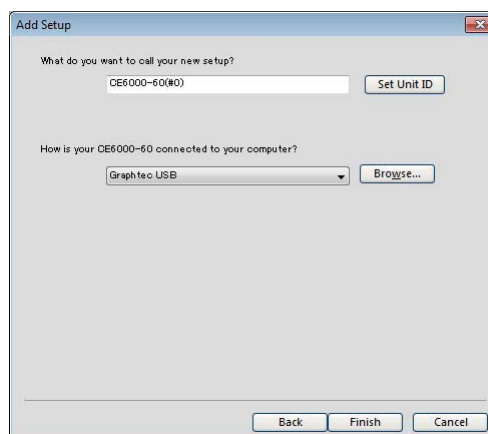 Add Setup
What do you want to call your new setup?
CE6000-60(#0)
Set Unit ID
How is your CE6000-60 connected to your computer?
Graphtec USB
Browse...
Back
Finish
Cancel